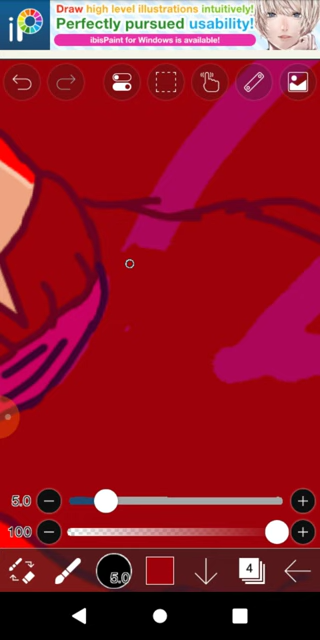 iP
Draw high level illustrations intuitively!
Perfectly pursued usability!
ibisPaint for Windows is available!
5.0
100
5.0
4